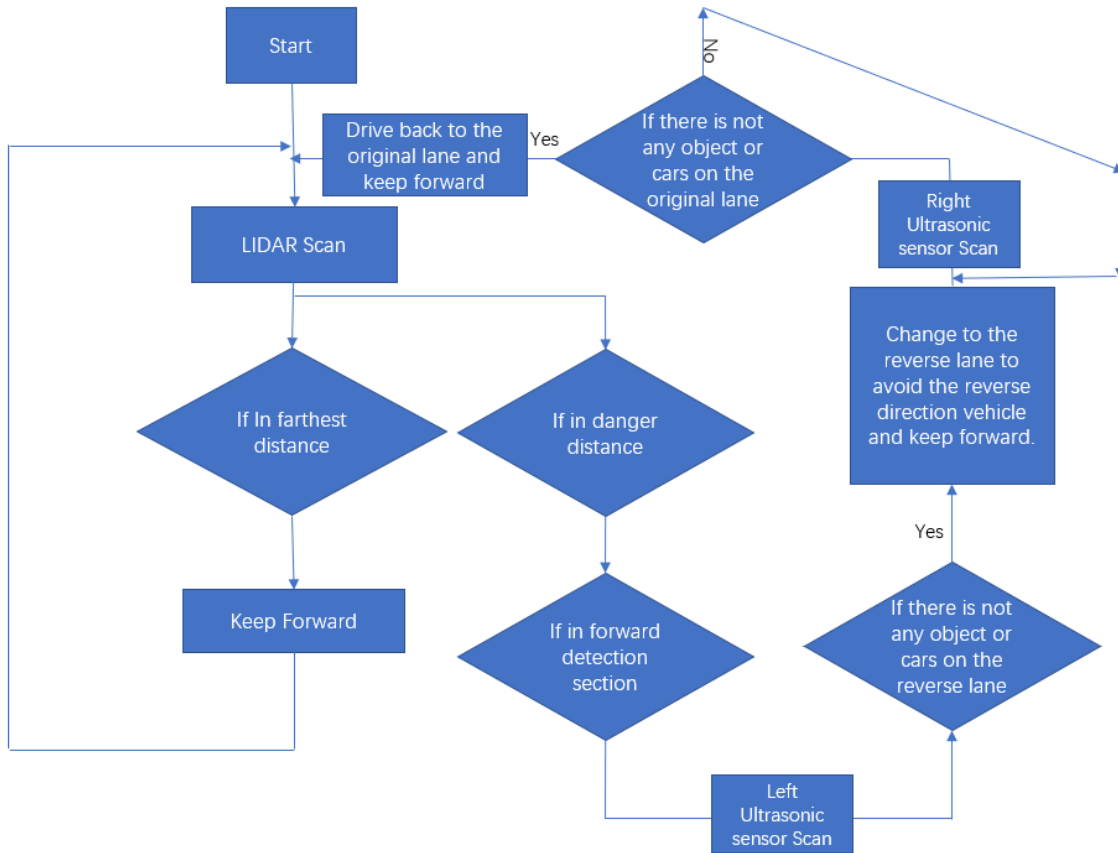 Start
No
Drive back to the
original lane and
keep forward
Yes
If there is not
any object or
cars on the
original lane
Right
Ultrasonic
sensor Scan
LIDAR Scan
Change to the
reverse lane to
avoid the reverse
direction vehicle
and keep forward.
If In farthest
distance
If in danger
distance
Yes
Keep Forward
If in forward
detection
section
If there is not
any object or
cars on the
reverse lane
Left
Ultrasonic
sensor Scan